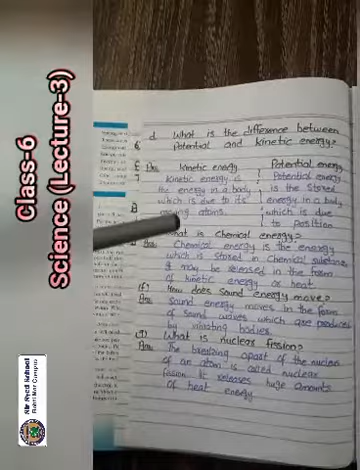 Class-6
Science (Lecture-3)
d. What is the difference between
Potential and kinetic energy?
Ans: Kinetic energy Potential energy
Kinetic energy is Potential energy
the energy in a body is the stored
which is due to its energy in a body
moving atoms. which is due
to position
What is chemical energy?
Ans: Chemical energy is the energy
which is stored in chemical substance
It may be released in the form
of kinetic energy or heat
(f) How does sound energy move?
Ans: Sound energy moves in the form
of sound waves which are produced
by vibrating bodies.
What is nuclear fission?
Ans: The breaking apart of the nucleus
of an atom is called nuclear
fission. It releases huge amounts
of heat energy